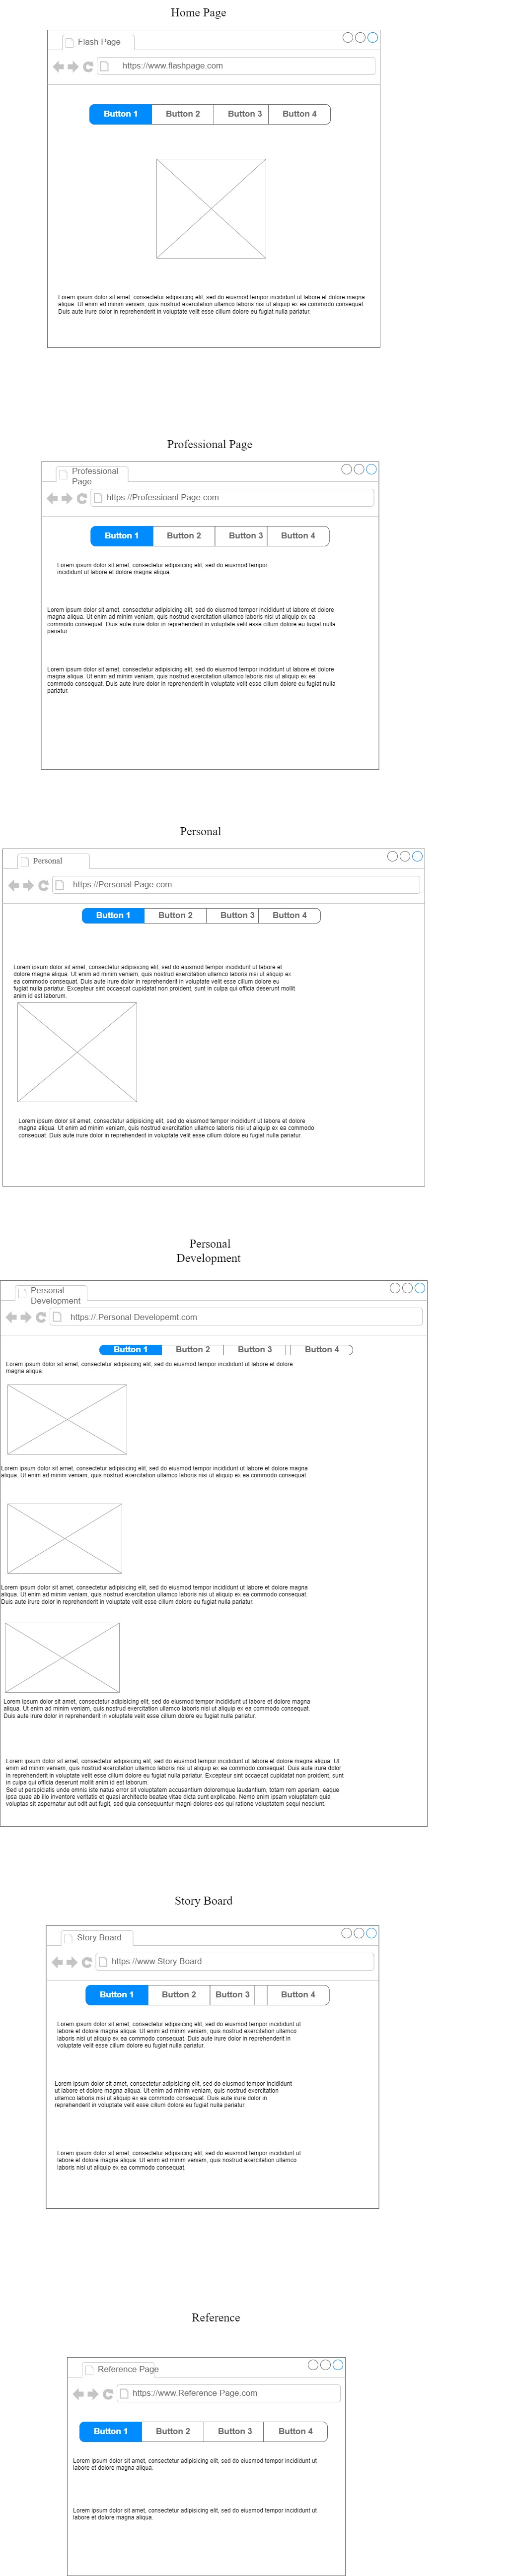 Home Page
Flash Page
https://www.flashpage.com
Button 1 Button 2 Button 3 Button 4
Lorem ipsum dolor sit amet, consectetur adipisicing elit, sed do eiusmod tempor incididunt ut labore et dolore magna
aliqua. Ut enim ad minim veniam, quis nostrud exercitation ullamco laboris nisi ut aliquip ex ea commodo consequat.
Duis aute irure dolor in reprehenderit in voluptate velit esse cillum dolore eu fugiat nulla pariatur.
Professional Page
Professional
Page
https://Professioanl Page.com
Button 1 Button 2 Button 3 Button 4
Lorem ipsum dolor sit amet, consectetur adipisicing elit, sed do eiusmod tempor
incididunt ut labore et dolore magna aliqua.
Lorem ipsum dolor sit amet, consectetur adipisicing elit, sed do eiusmod tempor incididunt ut labore et dolore
magna aliqua. Ut enim ad minim veniam, quis nostrud exercitation ullamco laboris nisi ut aliquip ex ea
commodo consequat. Duis aute irure dolor in reprehenderit in voluptate velit esse cillum dolore eu fugiat nulla
pariatur.
Lorem ipsum dolor sit amet, consectetur adipisicing elit, sed do eiusmod tempor incididunt ut labore et dolore
magna aliqua. Ut enim ad minim veniam, quis nostrud exercitation ullamco laboris nisi ut aliquip ex ea
commodo consequat. Duis aute irure dolor in reprehenderit in voluptate velit esse cillum dolore eu fugiat nulla
pariatur.
Personal
Personal
https://Personal Page.com
Button 1 Button 2 Button 3 Button 4
Lorem ipsum dolor sit amet, consectetur adipisicing elit, sed do eiusmod tempor incididunt ut labore et
dolore magna aliqua. Ut enim ad minim veniam, quis nostrud exercitation ullamco laboris nisi ut aliquip ex
ea commodo consequat. Duis aute irure dolor in reprehenderit in voluptate velit esse cillum dolore eu
fugiat nulla pariatur. Excepteur sint occaecat cupidatat non proident, sunt in culpa qui officia deserunt mollit
anim id est laborum.
Lorem ipsum dolor sit amet, consectetur adipisicing elit, sed do eiusmod tempor incididunt ut labore et dolore
magna aliqua. Ut enim ad minim veniam, quis nostrud exercitation ullamco laboris nisi ut aliquip ex ea commodo
consequat. Duis aute irure dolor in reprehenderit in voluptate velit esse cillum dolore eu fugiat nulla pariatur.
Personal
Development
Personal
Development
https://.Personal Developemt.com
Button 1 Button 2 Button 3 Button 4
Lorem ipsum dolor sit amet, consectetur adipisicing elit, sed do eiusmod tempor incididunt ut labore et dolore
magna aliqua.
Lorem ipsum dolor sit amet, consectetur adipisicing elit, sed do eiusmod tempor incididunt ut labore et dolore magna
aliqua. Ut enim ad minim veniam, quis nostrud exercitation ullamco laboris nisi ut aliquip ex ea commodo consequat.
Lorem ipsum dolor sit amet, consectetur adipisicing elit, sed do eiusmod tempor incididunt ut labore et dolore magna
aliqua. Ut enim ad minim veniam, quis nostrud exercitation ullamco laboris nisi ut aliquip ex ea commodo consequat.
Duis aute irure dolor in reprehenderit in voluptate velit esse cillum dolore eu fugiat nulla pariatur.
Lorem ipsum dolor sit amet, consectetur adipisicing elit, sed do eiusmod tempor incididunt ut labore et dolore magna
aliqua. Ut enim ad minim veniam, quis nostrud exercitation ullamco laboris nisi ut aliquip ex ea commodo consequat.
Duis aute irure dolor in reprehenderit in voluptate velit esse cillum dolore eu fugiat nulla pariatur.
Lorem ipsum dolor sit amet, consectetur adipisicing elit, sed do eiusmod tempor incididunt ut labore et dolore magna aliqua. Ut
enim ad minim veniam, quis nostrud exercitation ullamco laboris nisi ut aliquip ex ea commodo consequat. Duis aute irure dolor
in reprehenderit in voluptate velit esse cillum dolore eu fugiat nulla pariatur. Excepteur sint occaecat cupidatat non proident, sunt
in culpa qui officia deserunt mollit anim id est laborum.
Sed ut perspiciatis unde omnis iste natus error sit voluptatem accusantium doloremque laudantium, totam rem aperiam, eaque
ipsa quae ab illo inventore veritatis et quasi architecto beatae vitae dicta sunt explicabo. Nemo enim ipsam voluptatem quia
voluptas sit aspernatur aut odit aut fugit, sed quia consequuntur magni dolores eos qui ratione voluptatem sequi nesciunt.
Story Board
Story Board
https://www.Story Board
Button 1 Button 2 Button 3 Button 4
Lorem ipsum dolor sit amet, consectetur adipisicing elit, sed do eiusmod tempor incididunt ut
labore et dolore magna aliqua. Ut enim ad minim veniam, quis nostrud exercitation ullamco
laboris nisi ut aliquip ex ea commodo consequat. Duis aute irure dolor in reprehenderit in
voluptate velit esse cillum dolore eu fugiat nulla pariatur.
Lorem ipsum dolor sit amet, consectetur adipisicing elit, sed do eiusmod tempor incididunt
ut labore et dolore magna aliqua. Ut enim ad minim veniam, quis nostrud exercitation
ullamco laboris nisi ut aliquip ex ea commodo consequat. Duis aute irure dolor in
reprehenderit in voluptate velit esse cillum dolore eu fugiat nulla pariatur.
Lorem ipsum dolor sit amet, consectetur adipisicing elit, sed do eiusmod tempor incididunt ut
labore et dolore magna aliqua. Ut enim ad minim veniam, quis nostrud exercitation ullamco
laboris nisi ut aliquip ex ea commodo consequat.
Reference
Reference Page
https://www.Reference Page.com
Button 1 Button 2 Button 3 Button 4
Lorem ipsum dolor sit amet, consectetur adipisicing elit, sed do eiusmod tempor incididunt ut
labore et dolore magna aliqua.
Lorem ipsum dolor sit amet, consectetur adipisicing elit, sed do eiusmod tempor incididunt ut
labore et dolore magna aliqua.